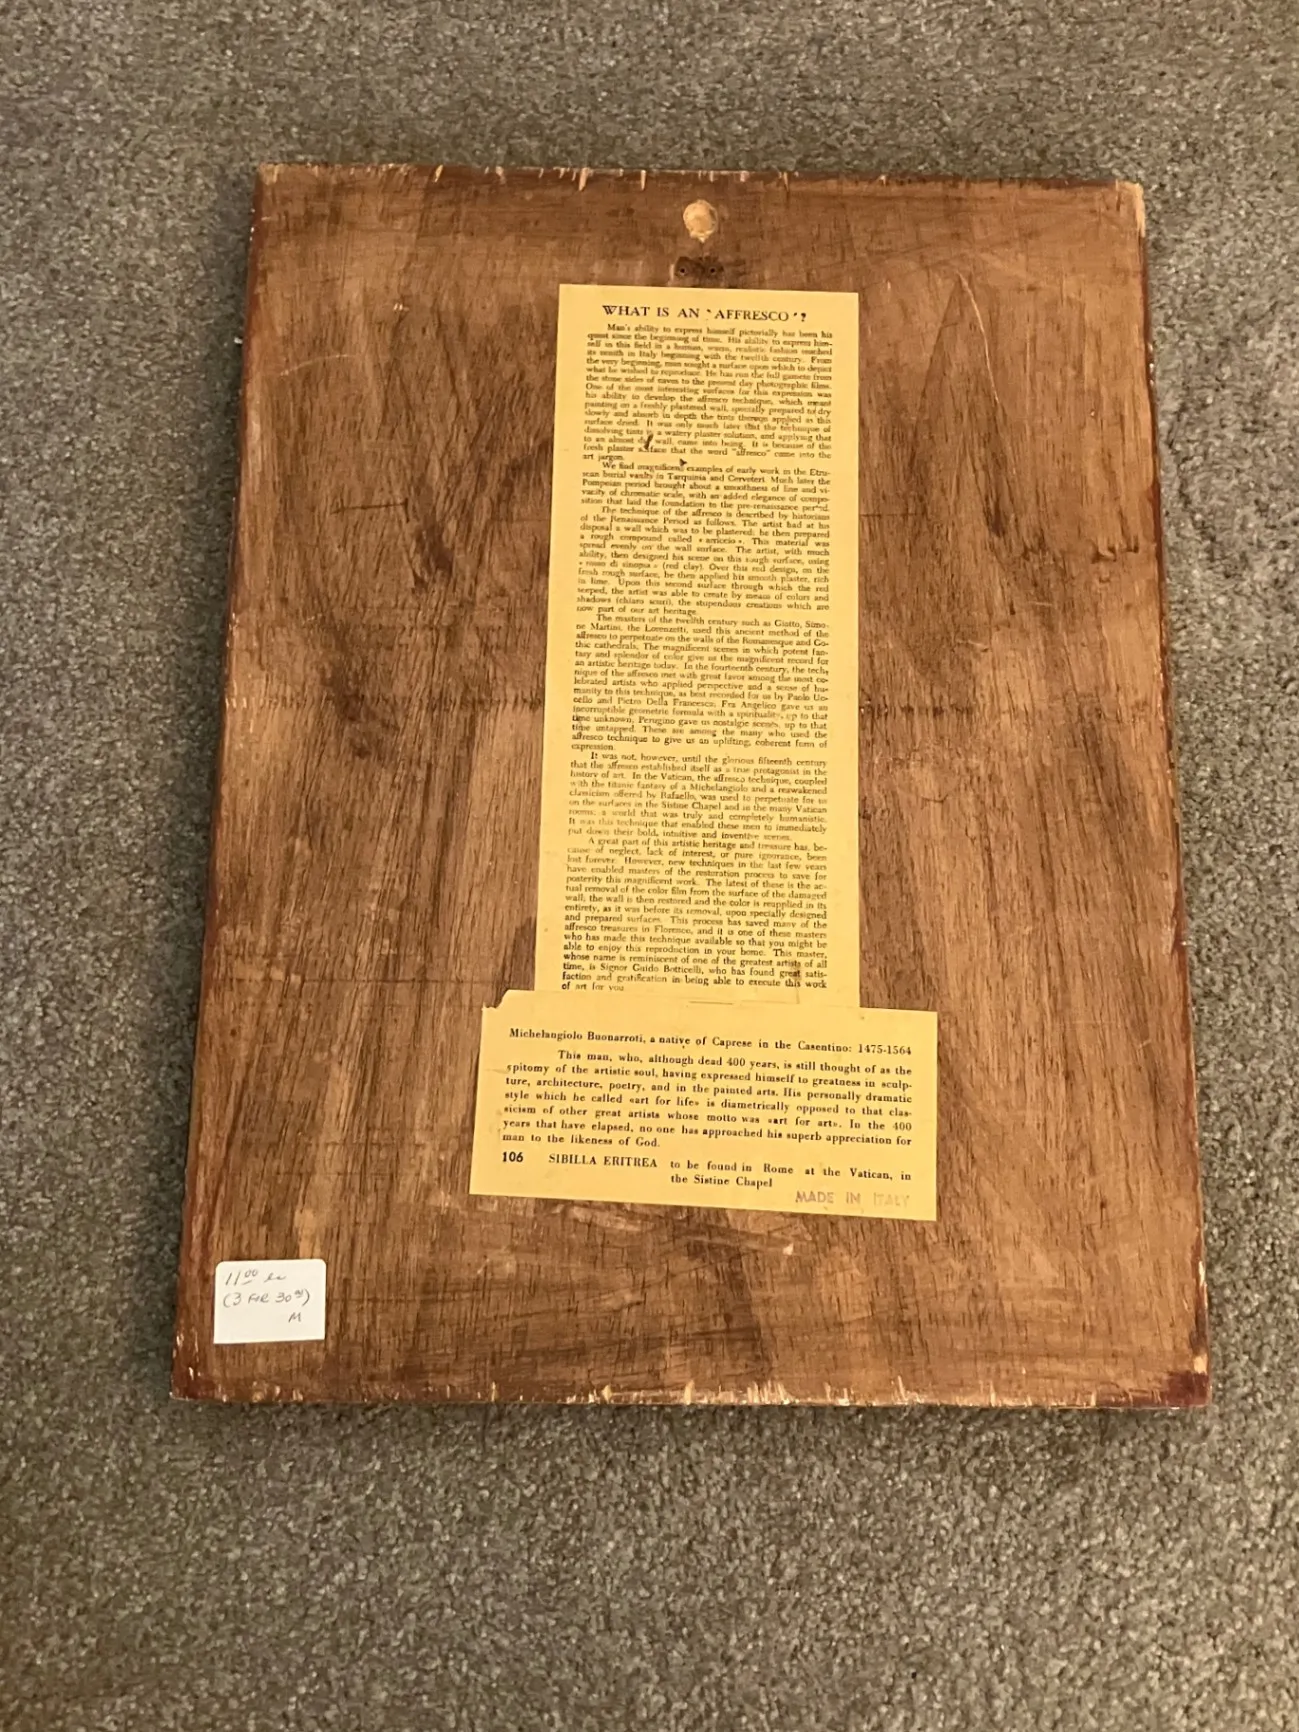 WHAT IS AN 'AFFRESCO'?
Man's ability to express himself pictorially has been his
quest since the beginning of time. His ability to express him-
self in this field in a human, warm, realistic fashion reached
its zenith in Italy beginning with the twelfth century. From
the very beginning, man sought a surface upon which to depict
what he wished to reproduce. He has run the full gamete from
the stone sides of caves to the present day photographic films.
One of the most interesting surfaces for this expression was
his ability to develop the affresco technique, which meant
painting on a freshly plastered wall, specially prepared to dry
slowly and absorb in depth the tints thereon applied as this
surface dried. It was only much later that the technique of
dissolving tints in a watery plaster solution, and applying that
to an almost dry wall, came into being. It is because of the
fresh plaster surface that the word "affresco" came into the
art jargon.
We find magnificent examples of early work in the Etru-
scan burial vaults in Tarquinia and Cerveteri. Much later the
Pompeian period brought about a smoothness of line and vi-
vacity of chromatic scale, with an added elegance of compo-
sition that laid the foundation to the pre-renaissance period.
The technique of the affresco is described by historians
of the Renaissance Period as follows. The artist had at his
disposal a wall which was to be plastered: he then prepared
a rough compound called « arriccio ». This material was
spread evenly on the wall surface. The artist, with much
ability, then designed his scene on this rough surface, using
« rosso di sinopia » (red clay). Over this red design, on the
fresh rough surface, he then applied his smooth plaster, rich
in lime. Upon this second surface through which the red
seeped, the artist was able to create by means of colors and
shadows (chiaro scuri), the stupendous creations which are
now part of our art heritage.
The masters of the twelfth century such as Giotto, Simo-
ne Martini, the Lorenzetti, used this ancient method of the
affresco to perpetuate on the walls of the Romanesque and Go-
thic cathedrals. The magnificent scenes in which potent fan-
tasy and splendor of color give us the magnificent record for
an artistic heritage today. In the fourteenth century, the tech-
nique of the affresco met with great favor among the most ce-
lebrated artists who applied perspective and a sense of hu-
manity to this technique, as best recorded for us by Paolo Uc-
cello and Pietro Della Francesca. Fra Angelico gave us an
incorruptible geometric formula with a spirituality, up to that
time unknown, Perugino gave us nostalgic scenes, up to that
time untapped. These are among the many who used the
affresco technique to give us an uplifting, coherent form of
expression.
It was not, however, until the glorious fifteenth century
that the affresco established itself as a true protagonist in the
history of art. In the Vatican, the affresco technique, coupled
with the titanic fantasy of a Michelangiolo and a reawakened
classicism offered by Rafaello, was used to perpetuate for us
on the surfaces in the Sistine Chapel and in the many Vatican
rooms; a world that was truly and completely humanistic.
It was this technique that enabled these men to immediately
put down their bold, intuitive and inventive scenes.
A great part of this artistic heritage and treasure has, be-
cause of neglect, lack of interest, or pure ignorance, been
lost forever. However, new techniques in the last few years
have enabled masters of the restoration process to save for
posterity this magnificent work. The latest of these is the ac-
tual removal of the color film from the surface of the damaged
wall, the wall is then restored and the color is reapplied in its
entirety, as it was before its removal, upon specially designed
and prepared surfaces. This process has saved many of the
affresco treasures in Florence, and it is one of these masters
who has made this technique available so that you might be
able to enjoy this reproduction in your home. This master,
whose name is reminiscent of one of the greatest artists of all
time, is Signor Guido Botticelli, who has found great satis-
faction and gratification in being able to execute this work
of art for you
Michelangiolo Buonarroti, a native of Caprese in the Casentino: 1475-1564
This man, who, although dead 400 years, is still thought of as the
epitomy of the artistic soul, having expressed himself to greatness in sculp-
ture, architecture, poetry, and in the painted arts. His personally dramatic
style which he called «art for life» is diametrically opposed to that clas-
sicism of other great artists whose motto was «art for art». In the 400
years that have elapsed, no one has approached his superb appreciation for
man to the likeness of God.
106 SIBILLA ERITREA to be found in Rome at the Vatican, in
the Sistine Chapel
MADE IN ITALY
11.00 ea
(3 FOR 30.00)
M